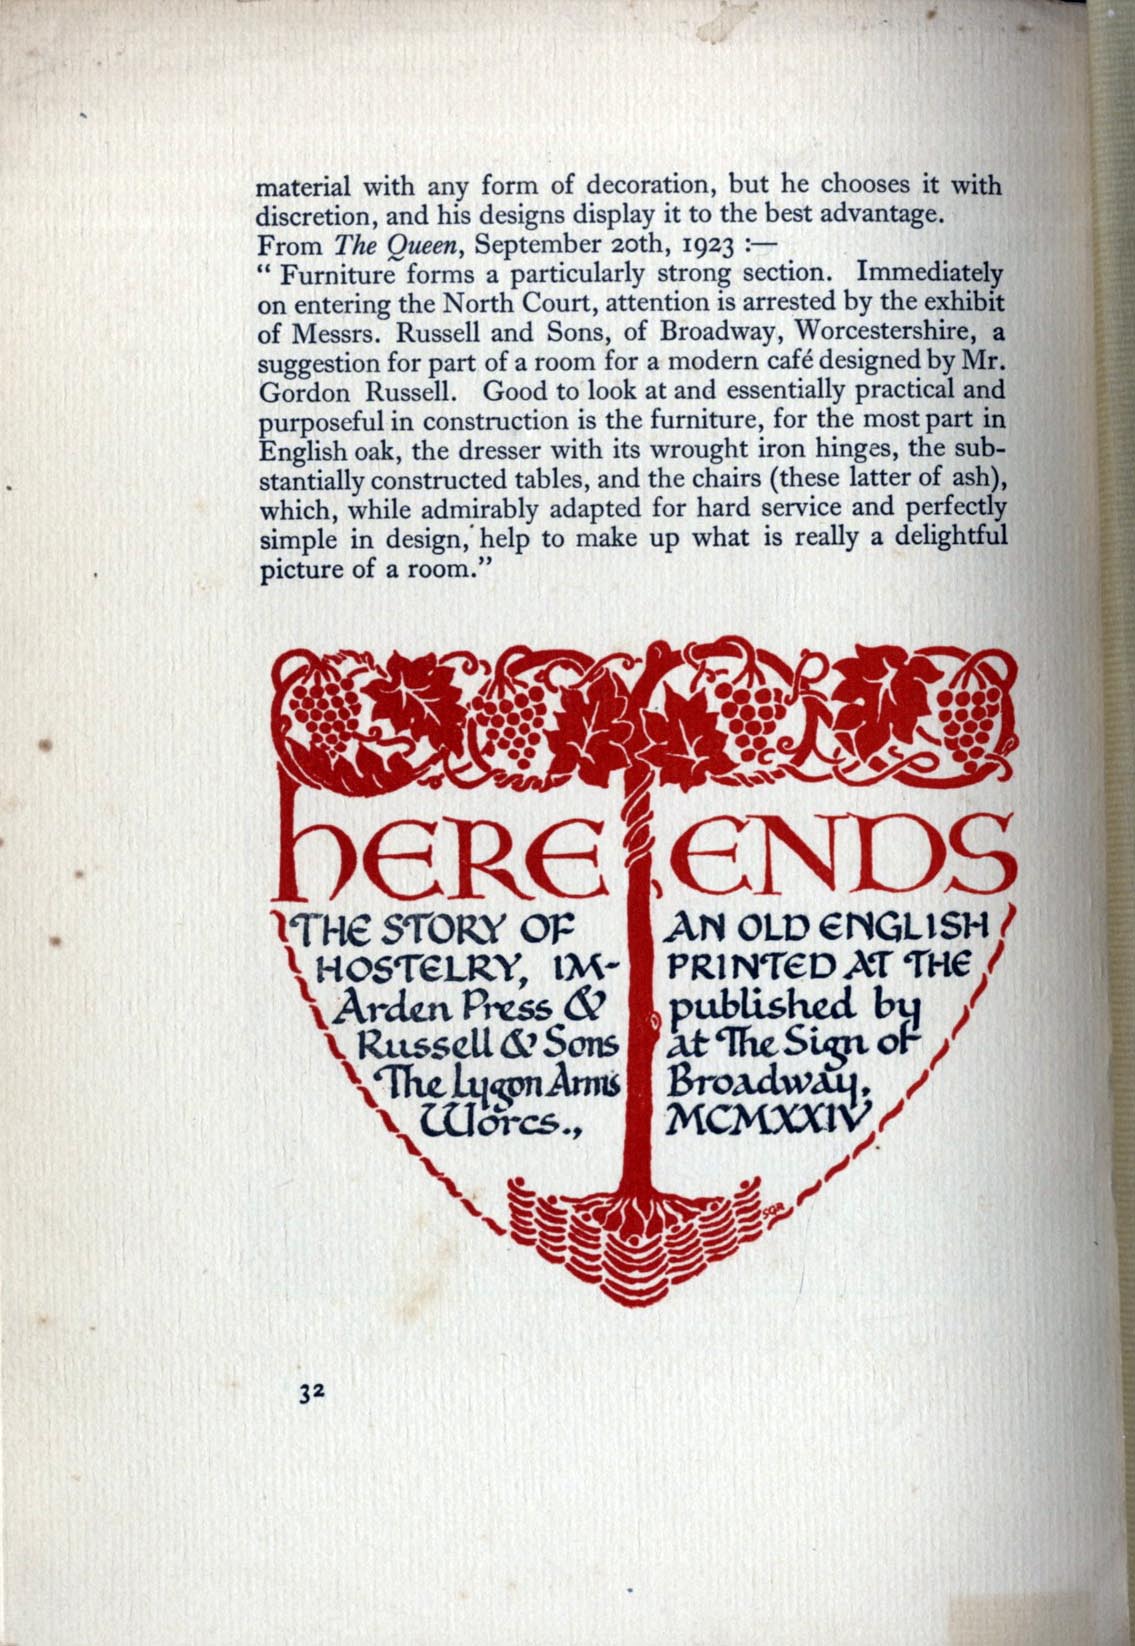 material with any form of decoration, but he chooses it with
discretion, and his designs display it to the best advantage.
From The Queen, September 20th, 1923 :—
“ Furniture forms a particularly strong section. Immediately
on entering the North Court, attention is arrested by the exhibit
of Messrs. Russell and Sons, of Broadway, Worcestershire, a
suggestion for part of a room for a modern café designed by Mr.
Gordon Russell. Good to look at and essentially practical and
purposeful in construction is the furniture, for the most part in
English oak, the dresser with its wrought iron hinges, the sub-
stantially constructed tables, and the chairs (these latter of ash),
which, while admirably adapted for hard service and perfectly
simple in design, help to make up what is really a delightful
picture of a room.”
hERE ENDS
THE STORY OF AN OLD ENGLISH
HOSTELRY, IM- PRINTED AT THE
Arden Press & published by
Russell & Sons at The Sign of
The Lygon Arms Broadway,
Worcs., MCMXXIV
SGR
32